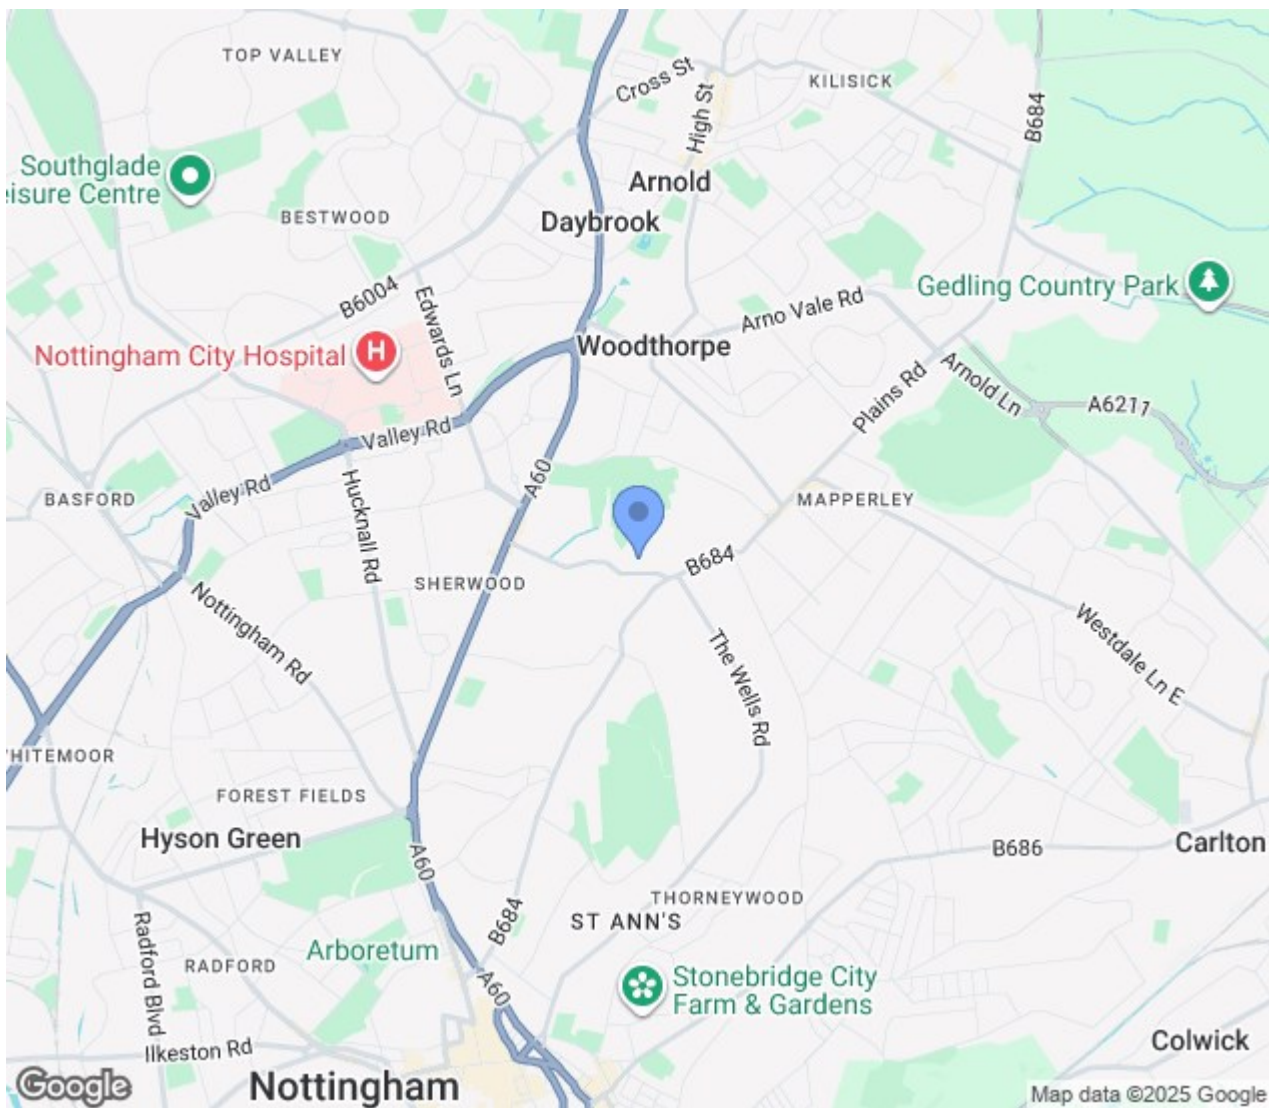 TOP VALLEY
Cross St
KILISICK
High St
B684
Southglade
eisure Centre
Arnold
BESTWOOD
Daybrook
B6004
Edwards Ln
Gedling Country Park
Arno Vale Rd
Nottingham City Hospital
H
Woodthorpe
Arnold Ln
Plains Rd
A6211
Valley Rd
Valley Rd
A60
BASFORD
Hucknall Rd
MAPPERLEY
B684
SHERWOOD
Nottingham Rd
The Wells Rd
Westdale Ln E
HITEMOOR
FOREST FIELDS
Hyson Green
A60
B686
Carlton
THORNEYWOOD
B684
ST ANN'S
Radford Blvd
RADFORD
Arboretum
A60
Stonebridge City
Farm & Gardens
Ilkeston Rd
Colwick
Nottingham
Google
Map data ©2025 Google